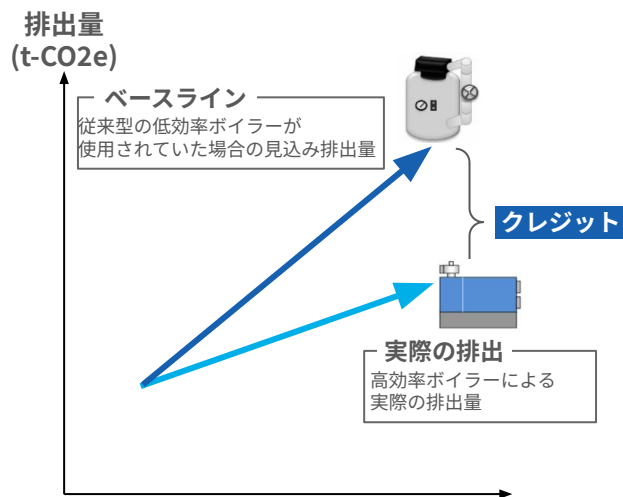 排出量
(t-CO2e)
ベースライン
従来型の低効率ボイラーが
使用されていた場合の見込み排出量
クレジット
実際の排出
高効率ボイラーによる
実際の排出量